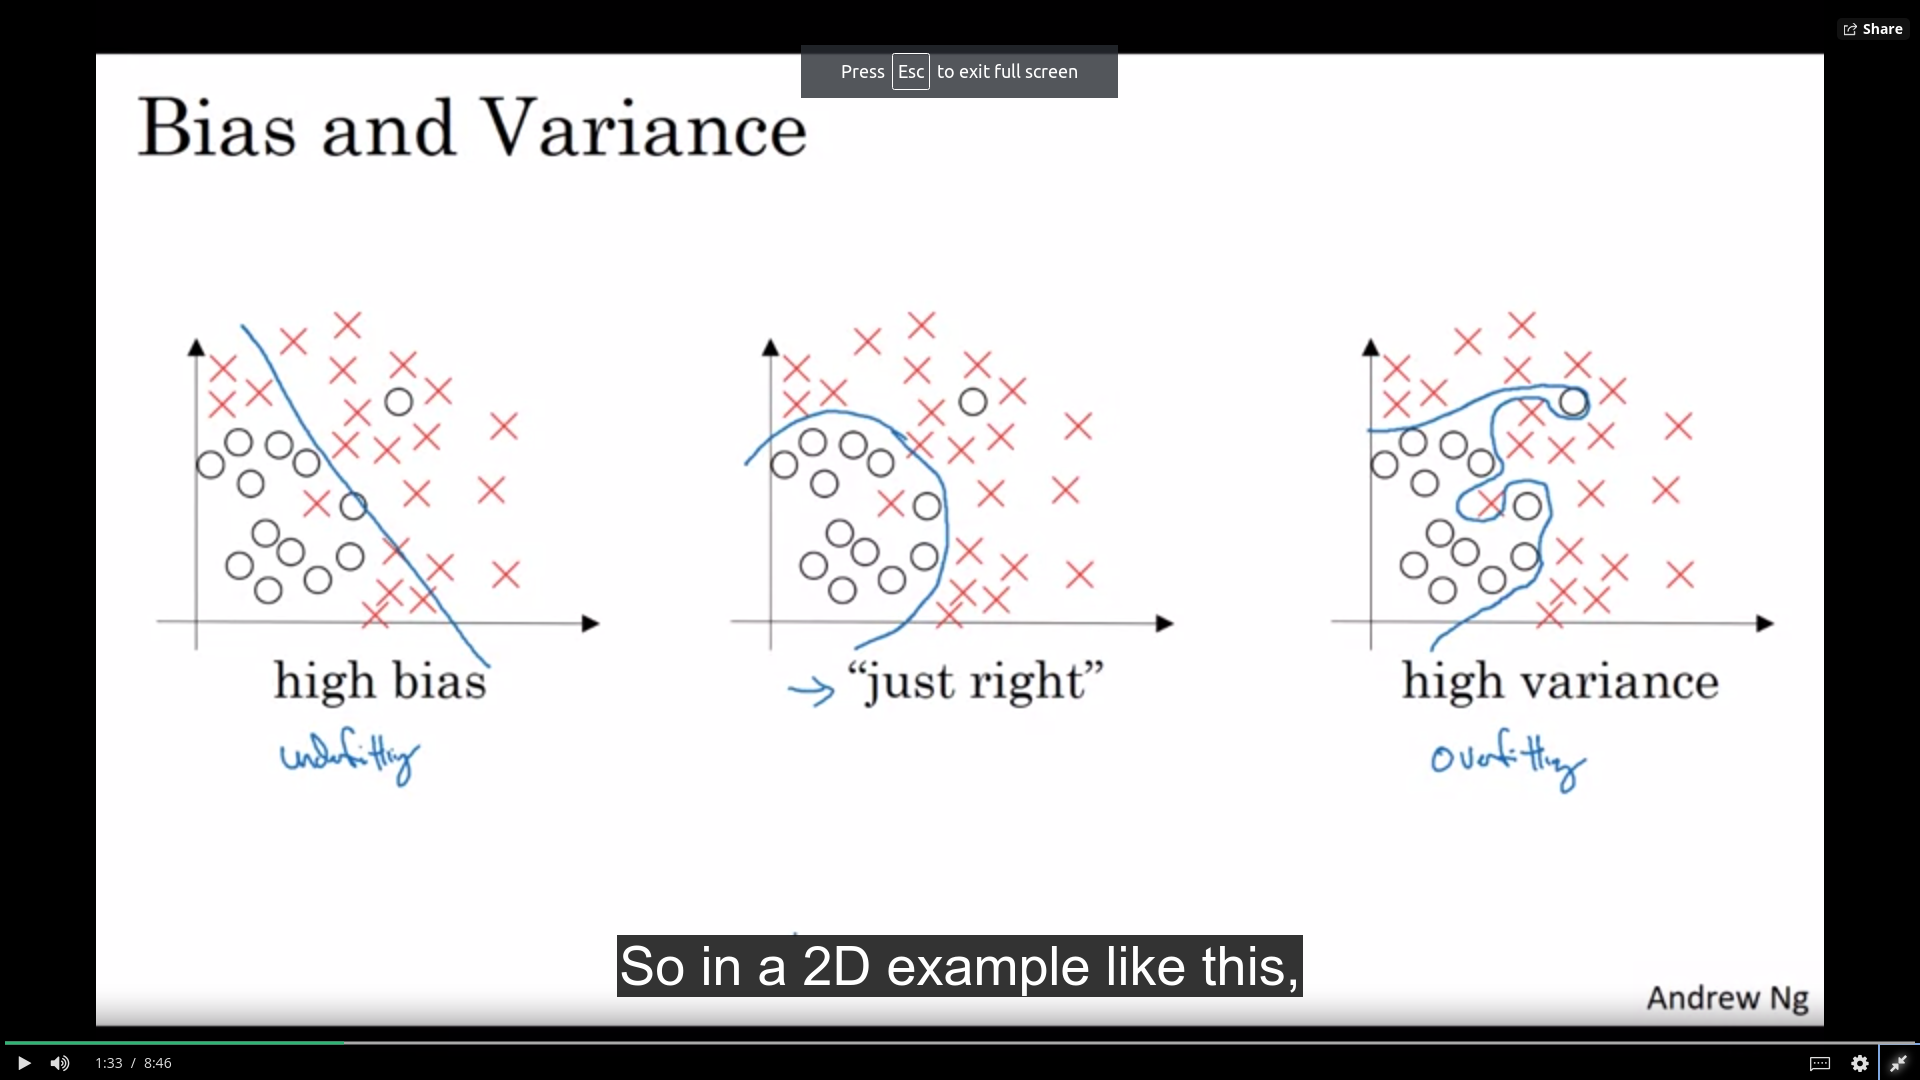 Share
Press Esc to exit full screen
Bias and Variance
high bias
"just right"
high variance
underfitting
overfitting
So in a 2D example like this,
Andrew Ng
1:33 / 8:46